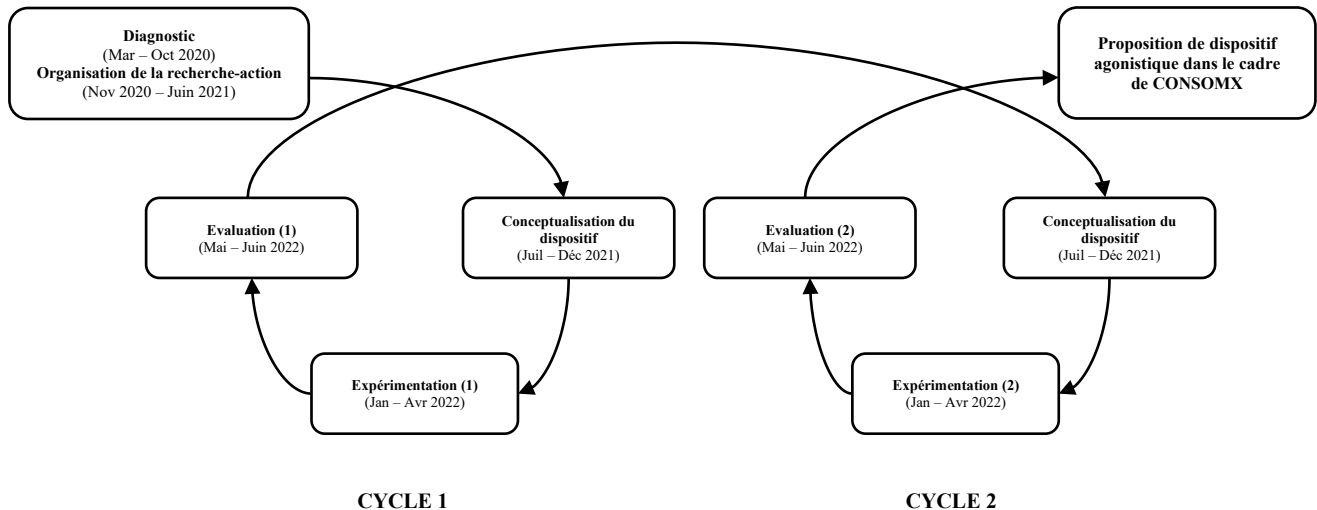 Diagnostic
(Mar – Oct 2020)
Organisation de la recherche-action
(Nov 2020 – Juin 2021)
Proposition de dispositif
agonistique dans le cadre
de CONSOMX
Evaluation (1)
(Mai – Juin 2022)
Conceptualisation du
dispositif
(Juil – Déc 2021)
Evaluation (2)
(Mai – Juin 2022)
Conceptualisation du
dispositif
(Juil – Déc 2021)
Expérimentation (1)
(Jan – Avr 2022)
Expérimentation (2)
(Jan – Avr 2022)
CYCLE 1
CYCLE 2